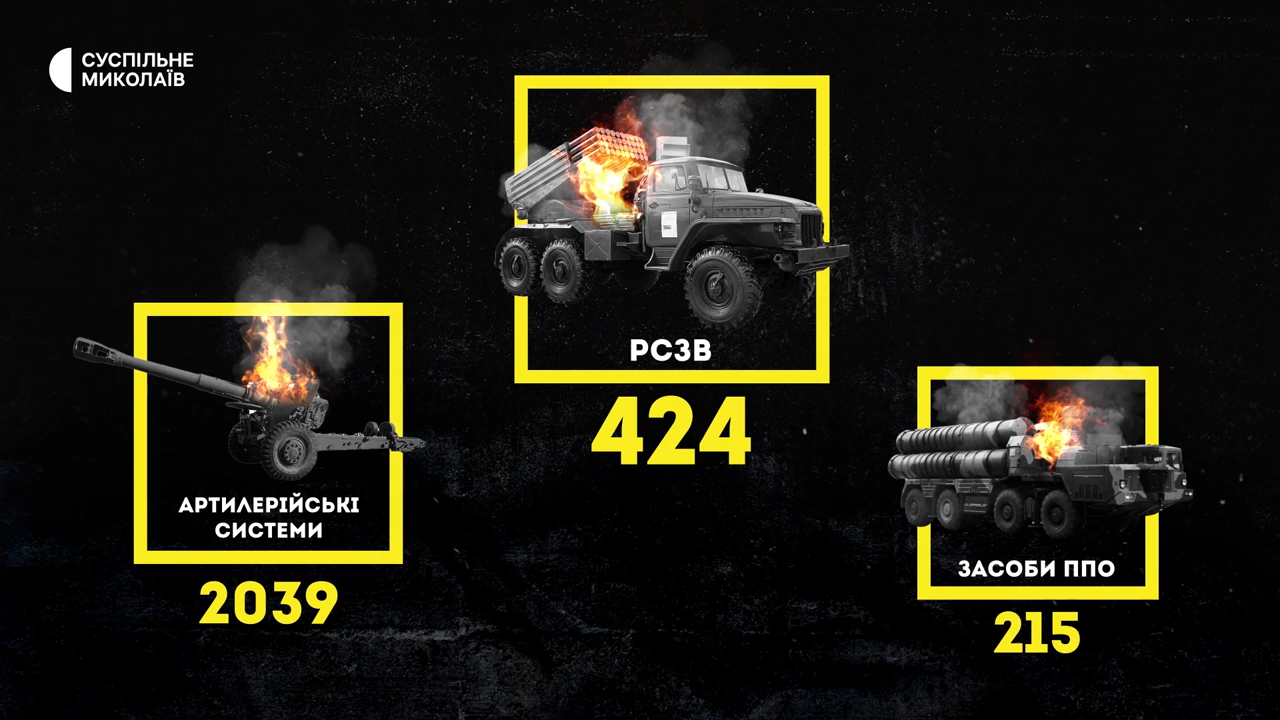 СУСПІЛЬНЕ
МИКОЛАЇВ
РСЗВ
424
АРТИЛЕРІЙСЬКІ
СИСТЕМИ
2039
ЗАСОБИ ППО
215